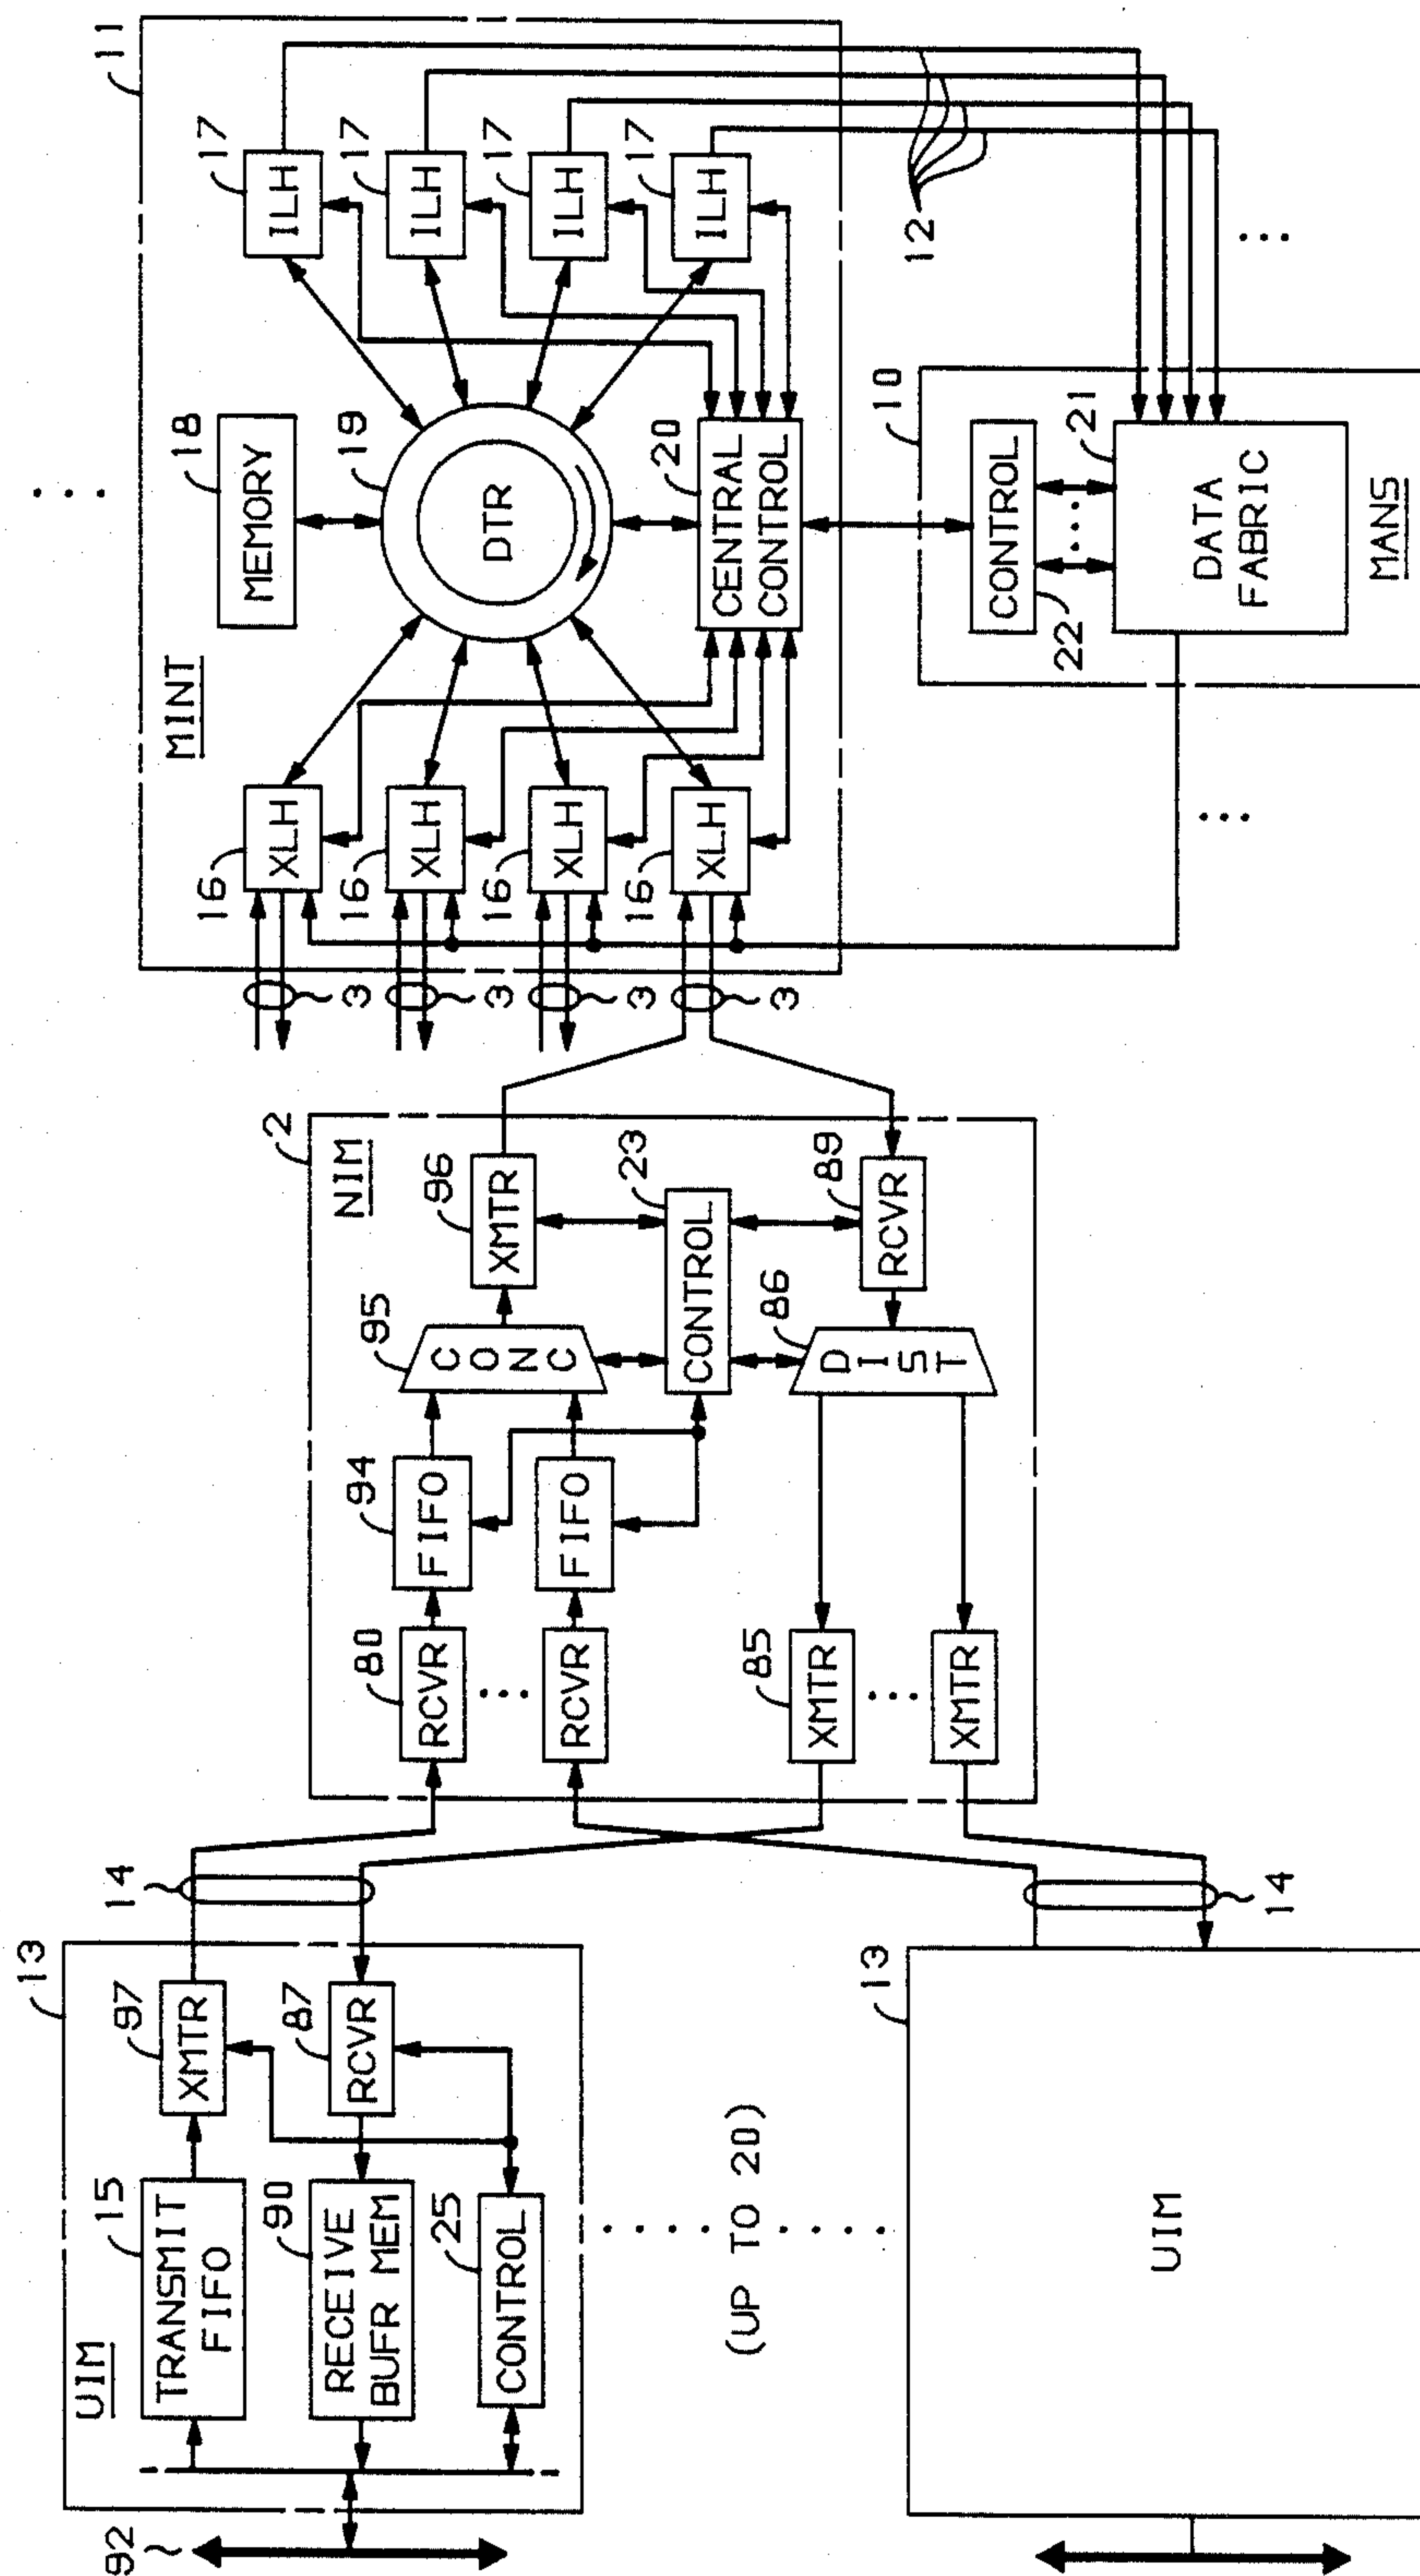 92
13
UIM
15
TRANSMIT
FIFO
97
XMTR
90
RECEIVE
BUFR MEM
87
RCVR
25
CONTROL
14
(UP TO 20)
13
UIM
14
2
NIM
80
RCVR
94
FIFO
95
CONC
96
XMTR
RCVR
FIFO
23
CONTROL
85
XMTR
86
DIST
89
RCVR
XMTR
3
3
3
3
11
MINT
16
XLH
16
XLH
16
XLH
16
XLH
18
MEMORY
19
DTR
20
CENTRAL
CONTROL
17
ILH
17
ILH
17
ILH
17
ILH
12
10
CONTROL
22
21
DATA
FABRIC
MANS